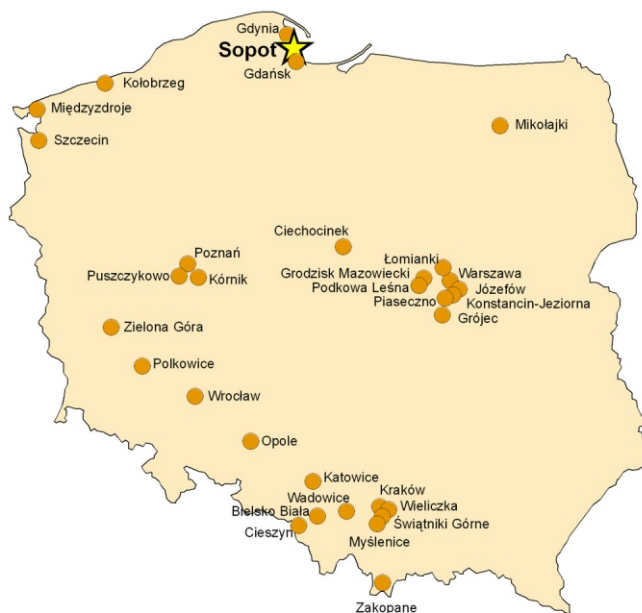 Gdynia
Sopot
Gdańsk
Kołobrzeg
Międzyzdroje
Mikołajki
Szczecin
Ciechocinek
Poznań
Łomianki
Puszczykowo
Kórnik
Grodzisk Mazowiecki
Warszawa
Podkowa Leśna
Józefów
Piaseczno
Konstancin-Jeziorna
Grójec
Zielona Góra
Polkowice
Wrocław
Opole
Katowice
Kraków
Wadowice
Wieliczka
Bielsko Biała
Świątniki Górne
Cieszyn
Myślenice
Zakopane